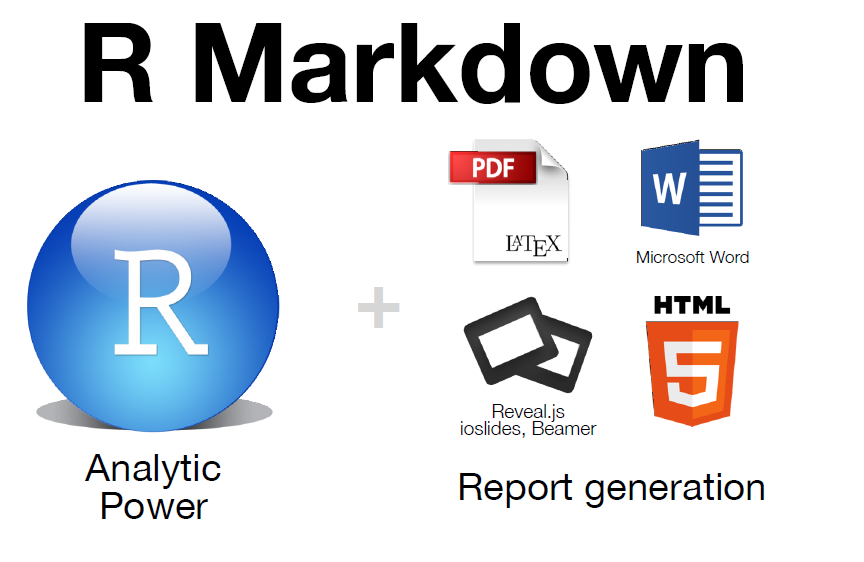 R Markdown
PDF
LATEX
W
Microsoft Word
R
+
HTML
5
Reveal.js
ioslides, Beamer
Analytic
Power
Report generation